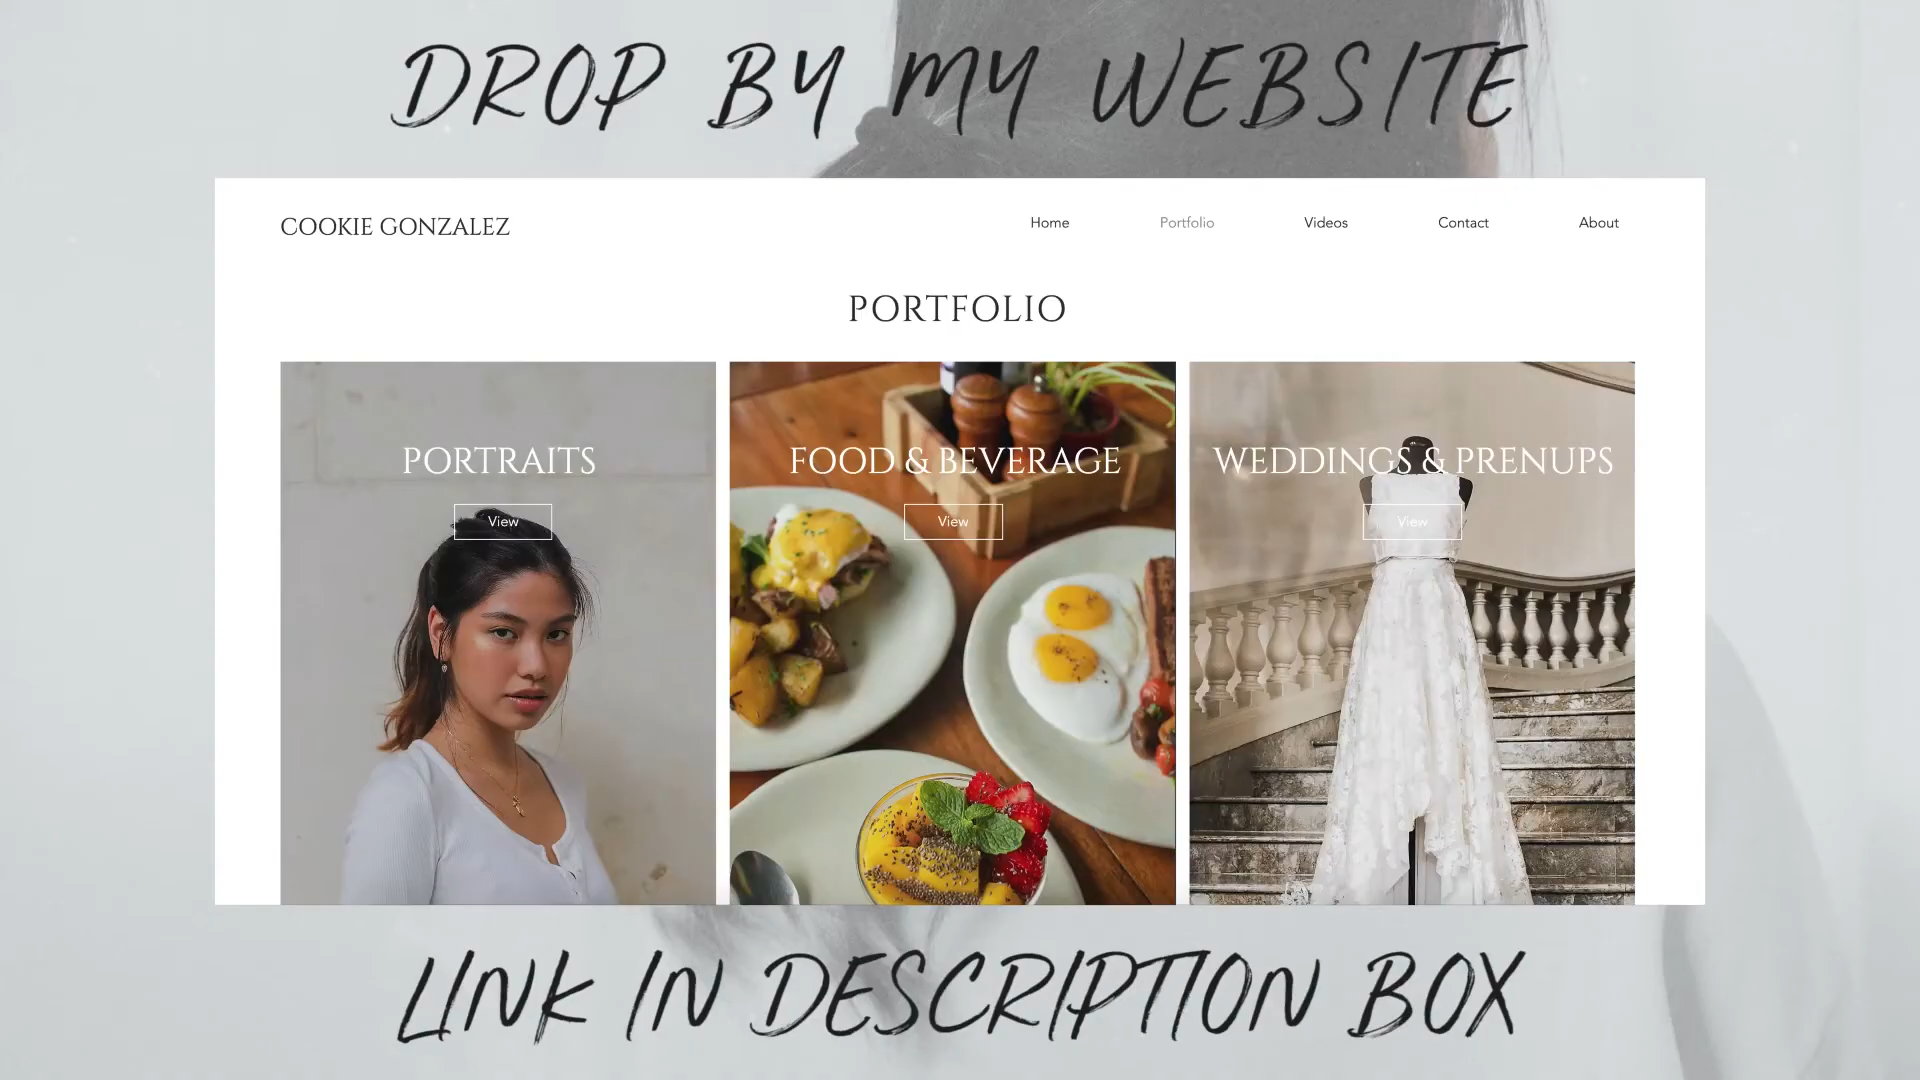 DROP BY MY WEBSITE
COOKIE GONZALEZ
Home Portfolio Videos Contact About
PORTFOLIO
PORTRAITS FOOD & BEVERAGE WEDDINGS & PRENUPS
View View View
LINK IN DESCRIPTION BOX